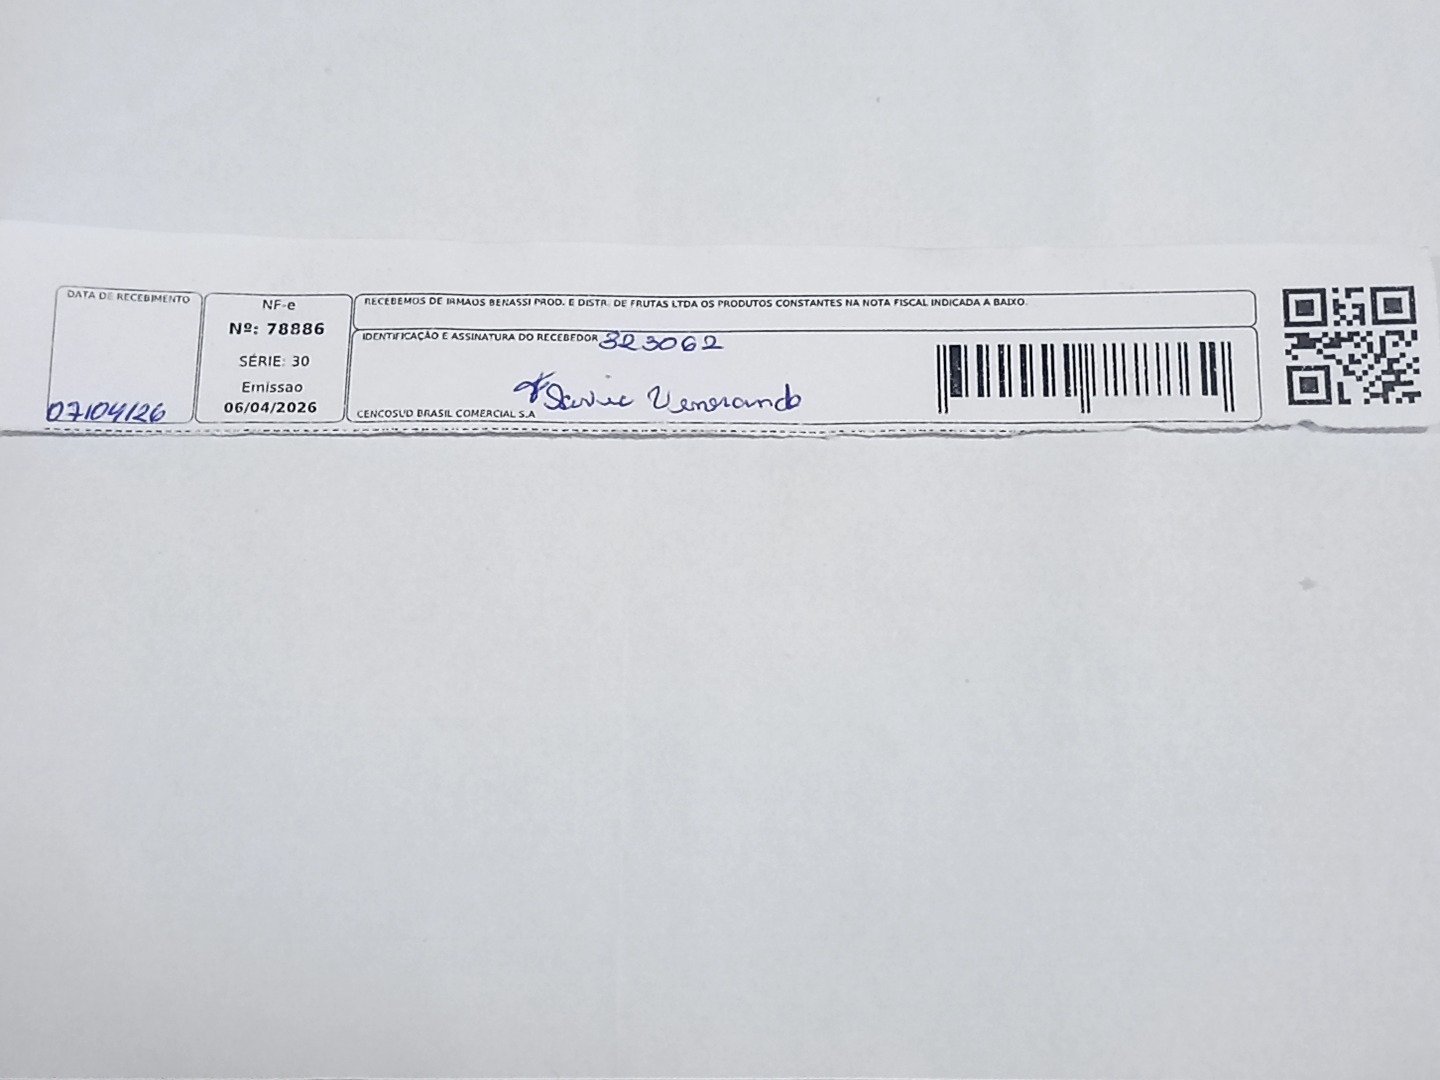 DATA DE RECEBIMENTO
07/04/26
NF-e
Nº: 78886
SÉRIE: 30
Emissao
06/04/2026
RECEBEMOS DE IRMAOS BENASSI PROD. E DISTR. DE FRUTAS LTDA OS PRODUTOS CONSTANTES NA NOTA FISCAL INDICADA A BAIXO.
IDENTIFICAÇÃO E ASSINATURA DO RECEBEDOR 323062
Venerando
CENCOSUD BRASIL COMERCIAL S.A